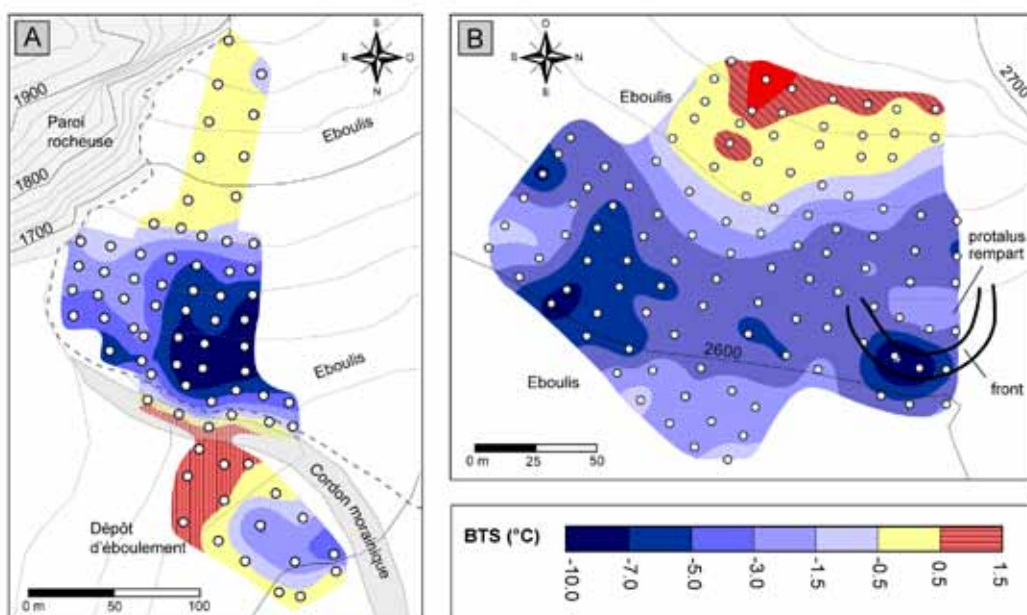 A
S
E
O
N
1900
Paroi
rocheuse
1800
1700
Eboulis
Eboulis
Cordon morainique
Dépôt
d'éboulement
0 m
50
100
B
O
S
N
E
2700
Eboulis
protalus
rempart
2600
Eboulis
front
0 m
25
50
BTS (°C)
-10.0
-7.0
-5.0
-3.0
-1.5
-0.5
0.5
1.5